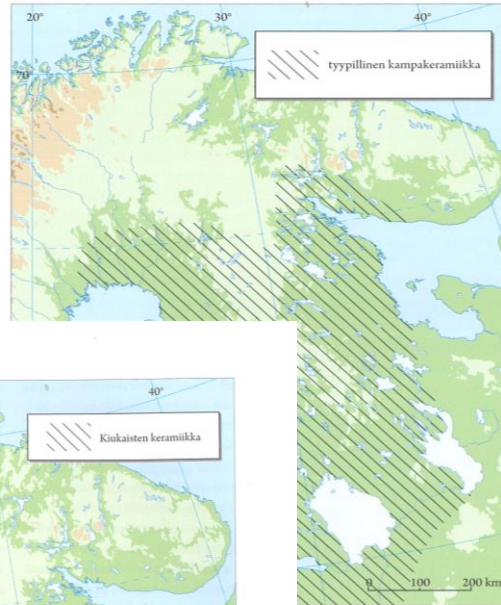 20° 30° 40°
tyypillinen kampakeramiikka
70°
40°
Kiukaisten keramiikka
0 100 200 km